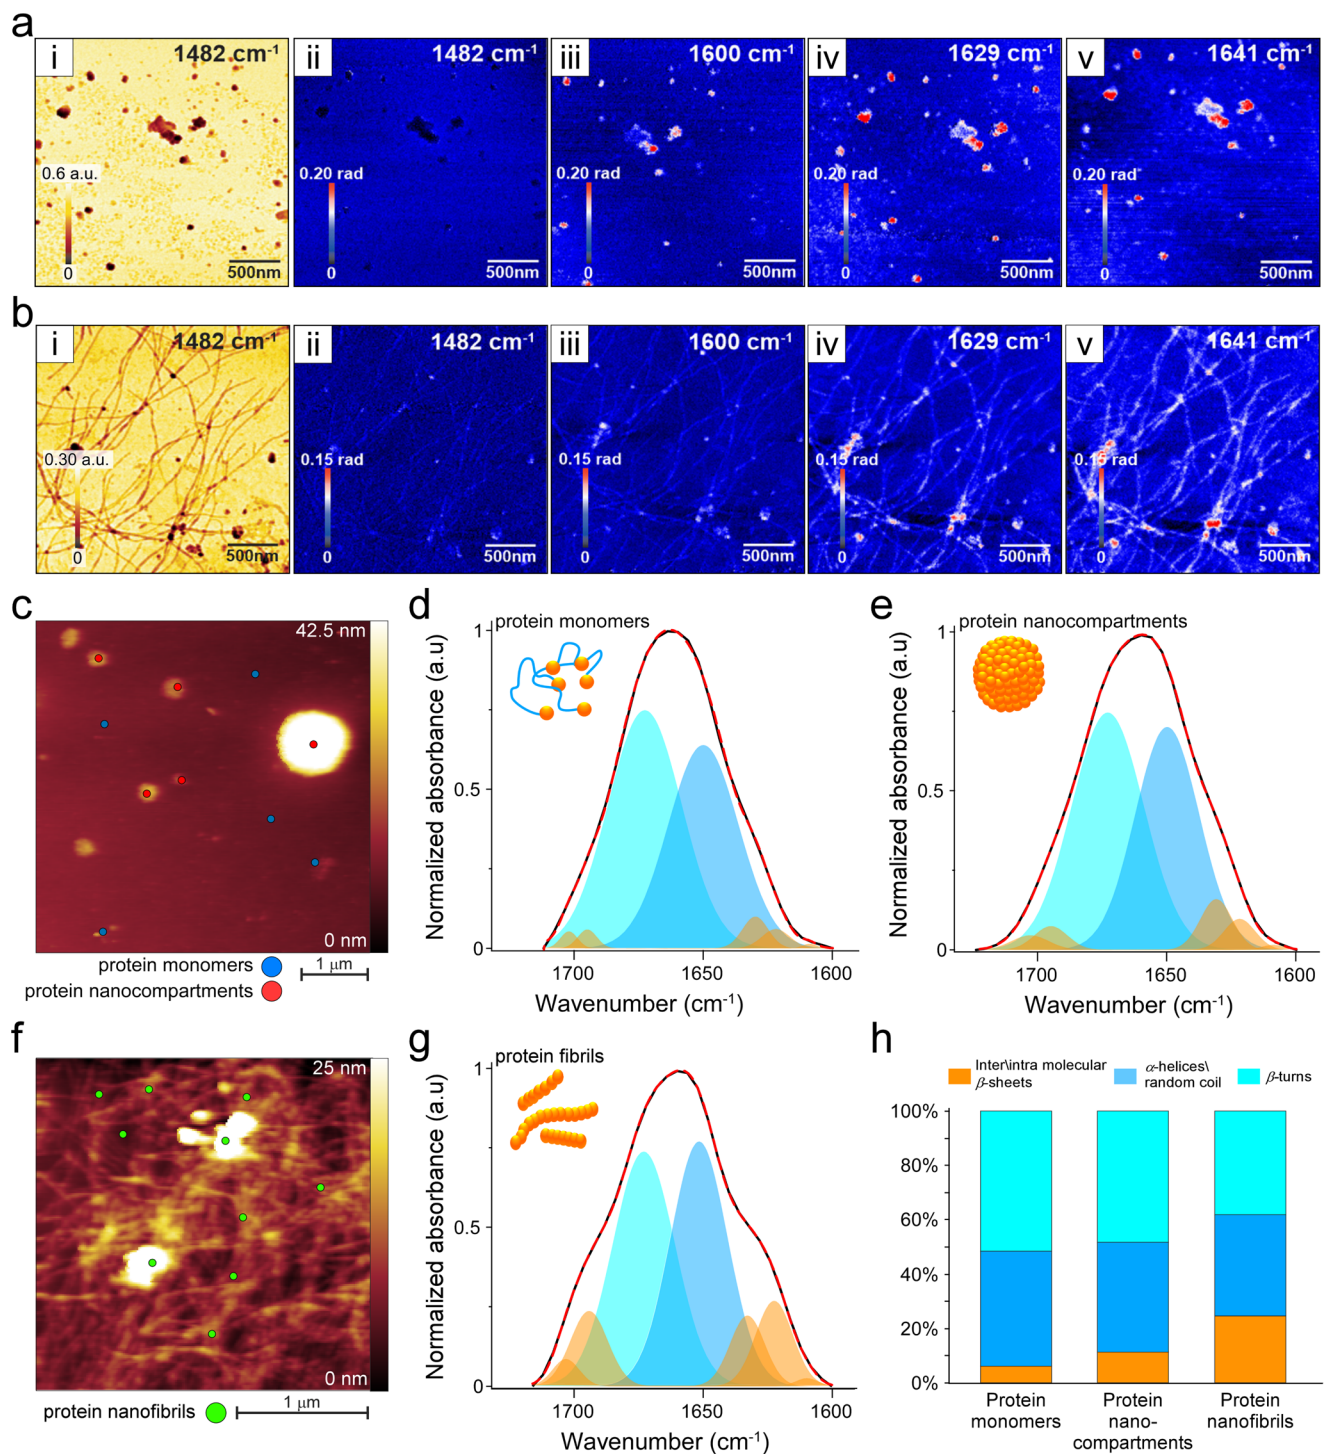 a
i
1482 cm-1
0.6 a.u.
0
500nm
ii
1482 cm-1
0.20 rad
0
500nm
iii
1600 cm-1
0.20 rad
0
500nm
iv
1629 cm-1
0.20 rad
0
500nm
v
1641 cm-1
0.20 rad
0
500nm
b
i
1482 cm-1
0.30 a.u.
0
500nm
ii
1482 cm-1
0.15 rad
0
500nm
iii
1600 cm-1
0.15 rad
0
500nm
iv
1629 cm-1
0.15 rad
0
500nm
v
1641 cm-1
0.15 rad
0
500nm
c
42.5 nm
0 nm
protein monomers
protein nanocompartments
1 μm
d
protein monomers
Normalized absorbance (a.u)
1
0.5
0
1700
1650
1600
Wavenumber (cm-1)
e
protein nanocompartments
Normalized absorbance (a.u)
1
0.5
0
1700
1650
1600
Wavenumber (cm-1)
f
25 nm
0 nm
protein nanofibrils
1 μm
g
protein fibrils
Normalized absorbance (a.u)
1
0.5
0
1700
1650
1600
Wavenumber (cm-1)
h
Inter\intra molecular
β-sheets
α-helices\
random coil
β-turns
100%
80%
60%
40%
20%
0%
Protein
monomers
Protein
nano-
compartments
Protein
nanofibrils